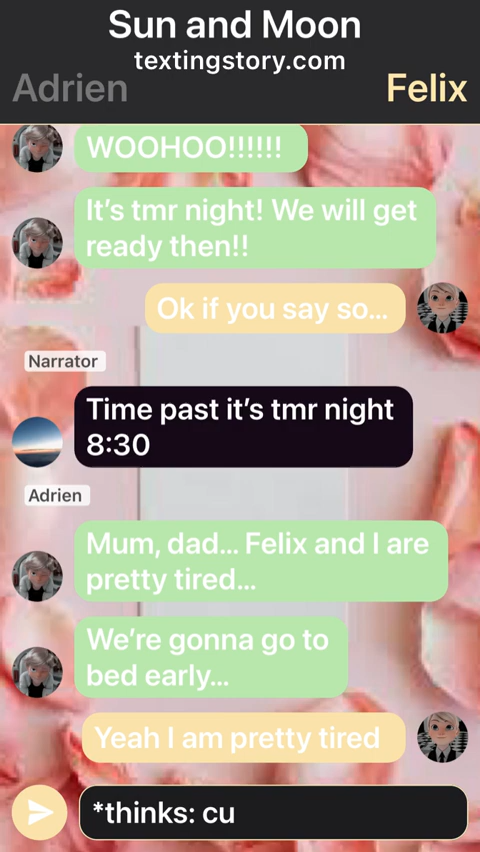 Sun and Moon
textingstory.com
Adrien
Felix
WOOHOO!!!!!!
It’s tmr night! We will get
ready then!!
Ok if you say so...
Narrator
Time past it’s tmr night
8:30
Adrien
Mum, dad... Felix and I are
pretty tired...
We’re gonna go to
bed early...
Yeah I am pretty tired
*thinks: cu